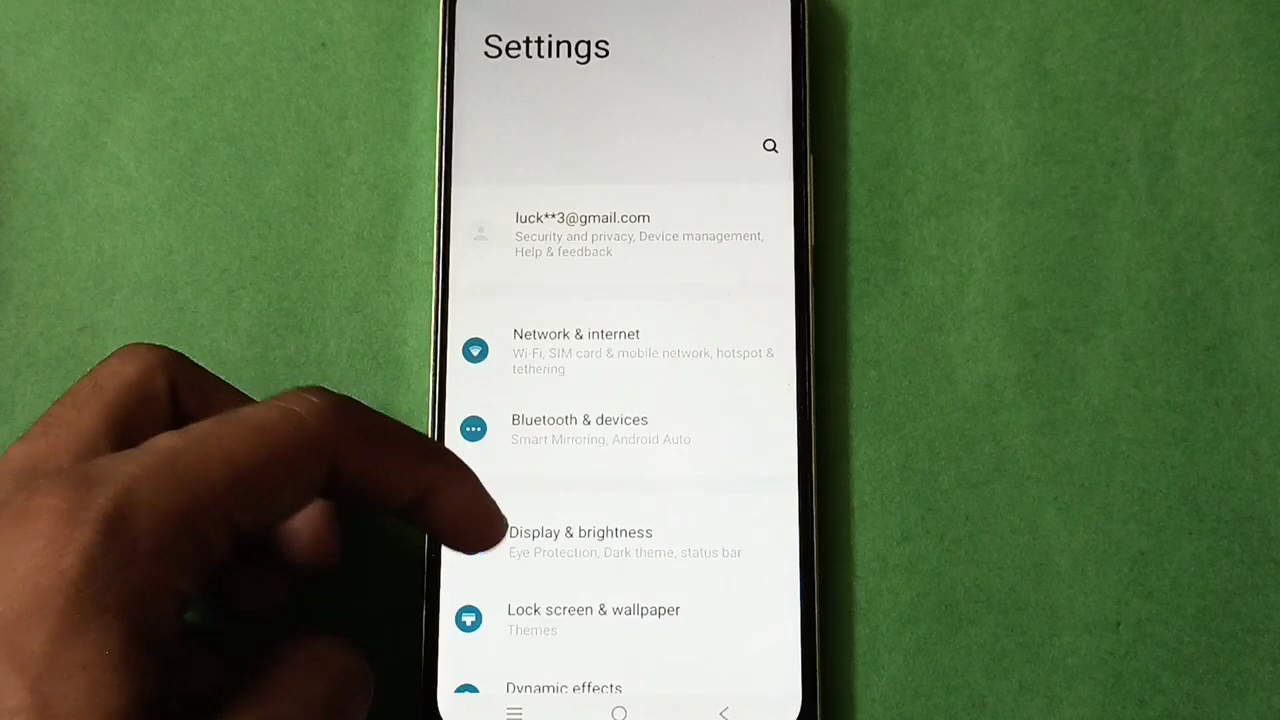 Settings
luck**3@gmail.com
Security and privacy, Device management,
Help & feedback
Network & internet
Wi-Fi, SIM card & mobile network, hotspot &
tethering
Bluetooth & devices
Smart Mirroring, Android Auto
Display & brightness
Eye Protection, Dark theme, status bar
Lock screen & wallpaper
Themes
Dynamic effects